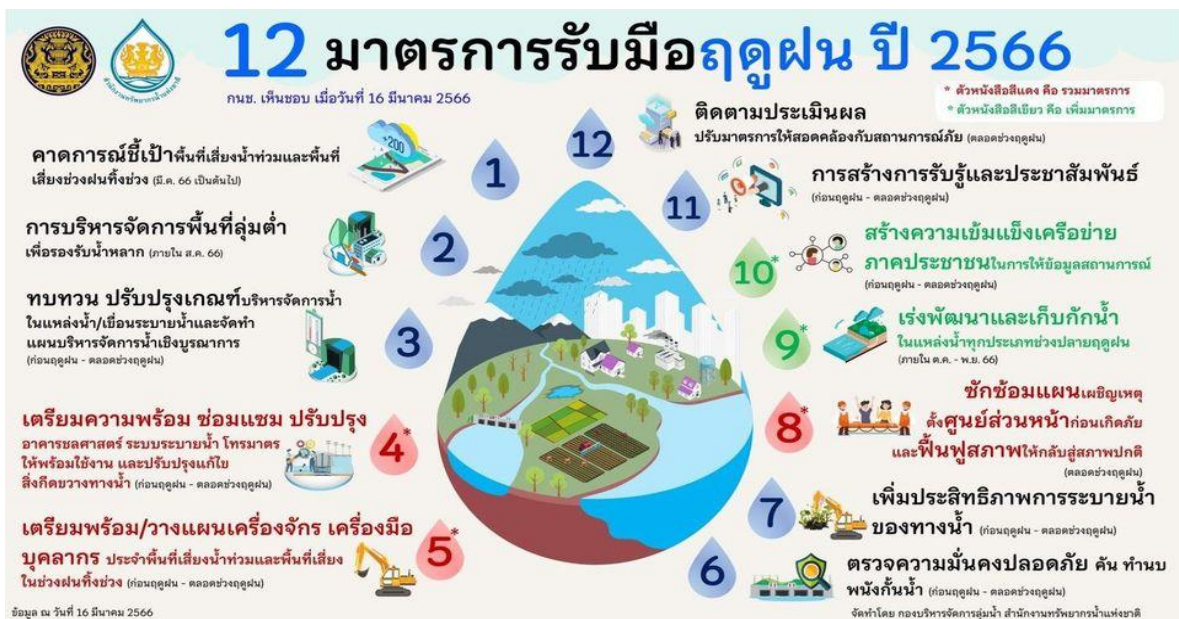 12 มาตรการรับมือฤดูฝน ปี 2566
กนช. เห็นชอบ เมื่อวันที่ 16 มีนาคม 2566
* ตัวหนังสือสีแดง คือ รวมมาตรการ
* ตัวหนังสือสีเขียว คือ เพิ่มมาตรการ
สำนักงานทรัพยากรน้ำแห่งชาติ
1
คาดการณ์ชี้เป้าพื้นที่เสี่ยงน้ำท่วมและพื้นที่
เสี่ยงช่วงฝนทิ้งช่วง (มี.ค. 66 เป็นต้นไป)
+200
2
การบริหารจัดการพื้นที่ลุ่มต่ำ
เพื่อรองรับน้ำหลาก (ภายใน ส.ค. 66)
3
ทบทวน ปรับปรุงเกณฑ์บริหารจัดการน้ำ
ในแหล่งน้ำ/เขื่อนระบายน้ำและจัดทำ
แผนบริหารจัดการน้ำเชิงบูรณาการ
(ก่อนฤดูฝน - ตลอดช่วงฤดูฝน)
4*
เตรียมความพร้อม ซ่อมแซม ปรับปรุง
อาคารชลศาสตร์ ระบบระบายน้ำ โทรมาตร
ให้พร้อมใช้งาน และปรับปรุงแก้ไข
สิ่งกีดขวางทางน้ำ (ก่อนฤดูฝน - ตลอดช่วงฤดูฝน)
5*
เตรียมพร้อม/วางแผนเครื่องจักร เครื่องมือ
บุคลากร ประจำพื้นที่เสี่ยงน้ำท่วมและพื้นที่เสี่ยง
ในช่วงฝนทิ้งช่วง (ก่อนฤดูฝน - ตลอดช่วงฤดูฝน)
6
ตรวจความมั่นคงปลอดภัย คัน ทำนบ
พนังกั้นน้ำ (ก่อนฤดูฝน - ตลอดช่วงฤดูฝน)
7
เพิ่มประสิทธิภาพการระบายน้ำ
ของทางน้ำ (ก่อนฤดูฝน - ตลอดช่วงฤดูฝน)
8*
ซักซ้อมแผนเผชิญเหตุ
ตั้งศูนย์ส่วนหน้าก่อนเกิดภัย
และฟื้นฟูสภาพให้กลับสู่สภาพปกติ
(ตลอดช่วงฤดูฝน)
9*
เร่งพัฒนาและเก็บกักน้ำ
ในแหล่งน้ำทุกประเภทช่วงปลายฤดูฝน
(ภายใน ต.ค. - พ.ย. 66)
10*
สร้างความเข้มแข็งเครือข่าย
ภาคประชาชนในการให้ข้อมูลสถานการณ์
(ก่อนฤดูฝน - ตลอดช่วงฤดูฝน)
11
การสร้างการรับรู้และประชาสัมพันธ์
(ก่อนฤดูฝน - ตลอดช่วงฤดูฝน)
12
ติดตามประเมินผล
ปรับมาตรการให้สอดคล้องกับสถานการณ์ภัย (ตลอดช่วงฤดูฝน)
ข้อมูล ณ วันที่ 16 มีนาคม 2566
จัดทำโดย กองบริหารจัดการลุ่มน้ำ สำนักงานทรัพยากรน้ำแห่งชาติ